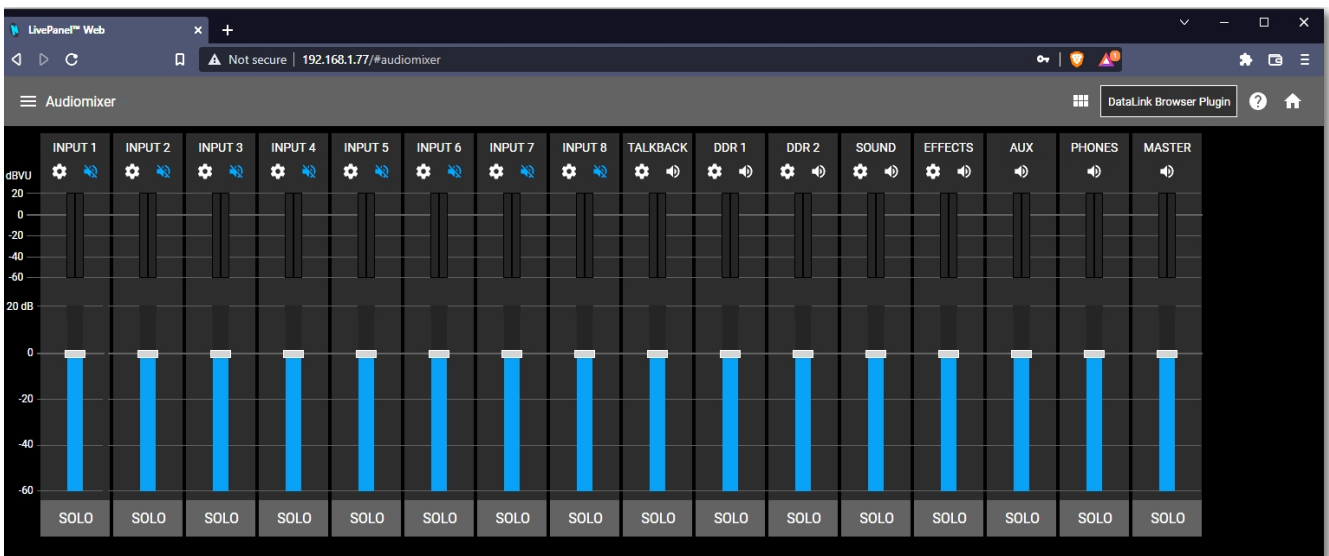 LivePanel™ Web
Not secure | 192.168.1.77/#audiomixer
1
Audiomixer
DataLink Browser Plugin
INPUT 1 INPUT 2 INPUT 3 INPUT 4 INPUT 5 INPUT 6 INPUT 7 INPUT 8 TALKBACK DDR 1 DDR 2 SOUND EFFECTS AUX PHONES MASTER
dBVU
20
0
-20
-40
-60
20 dB
0
-20
-40
-60
SOLO SOLO SOLO SOLO SOLO SOLO SOLO SOLO SOLO SOLO SOLO SOLO SOLO SOLO SOLO SOLO